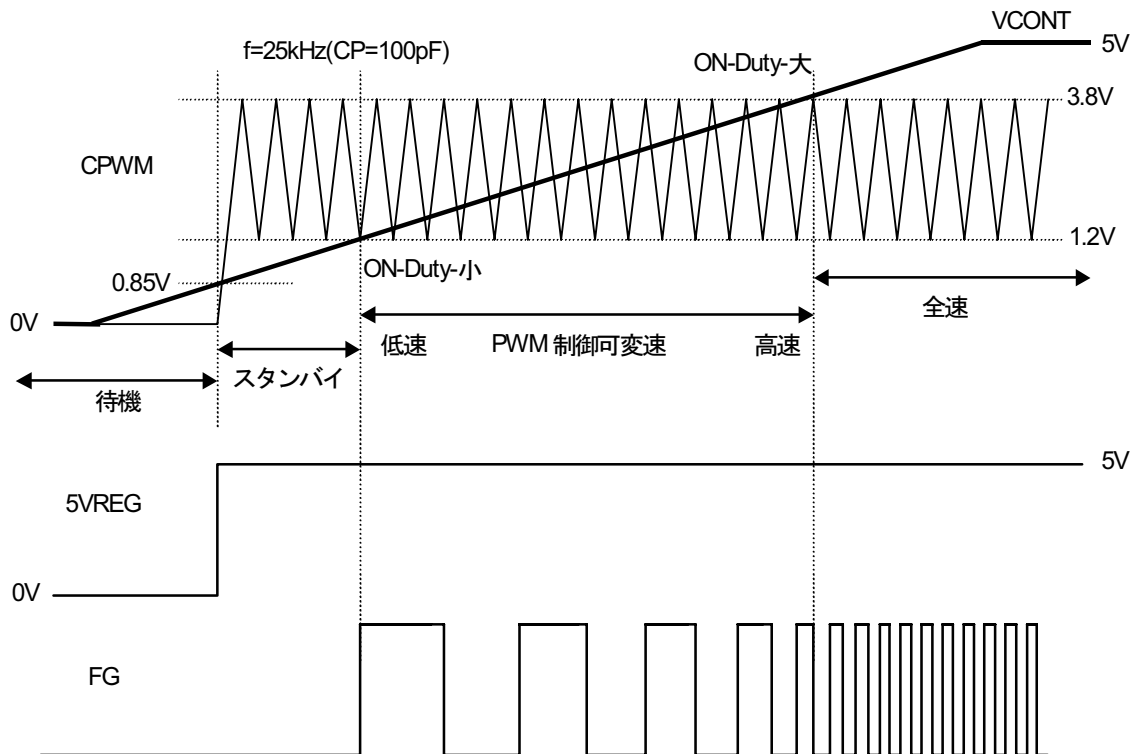 VCONT
5V
f=25kHz(CP=100pF)
ON-Duty-大
3.8V
CPWM
1.2V
0.85V
ON-Duty-小
全速
0V
低速 PWM 制御可変速 高速
スタンバイ
待機
5V
5VREG
0V
FG